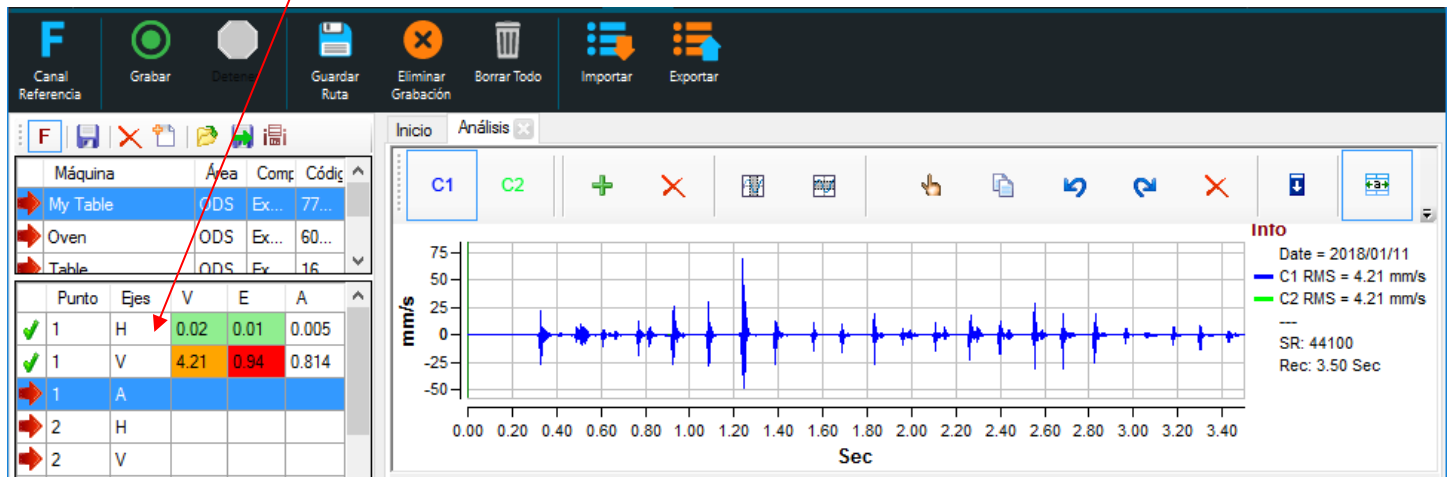 F
Canal Referencia
Grabar
Detener
Guardar Ruta
Eliminar Grabación
Borrar Todo
Importar
Exportar
F
Máquina Área Comp Códig
My Table ODS Ex... 77...
Oven ODS Ex... 60...
Table ODS Ex 16
Punto Ejes V E A
1 H 0.02 0.01 0.005
1 V 4.21 0.94 0.814
1 A
2 H
2 V
Inicio Análisis
C1 C2
a
Info
Date = 2018/01/11
C1 RMS = 4.21 mm/s
C2 RMS = 4.21 mm/s
---
SR: 44100
Rec: 3.50 Sec
mm/s
75
50
25
0
-25
-50
0.00 0.20 0.40 0.60 0.80 1.00 1.20 1.40 1.60 1.80 2.00 2.20 2.40 2.60 2.80 3.00 3.20 3.40
Sec